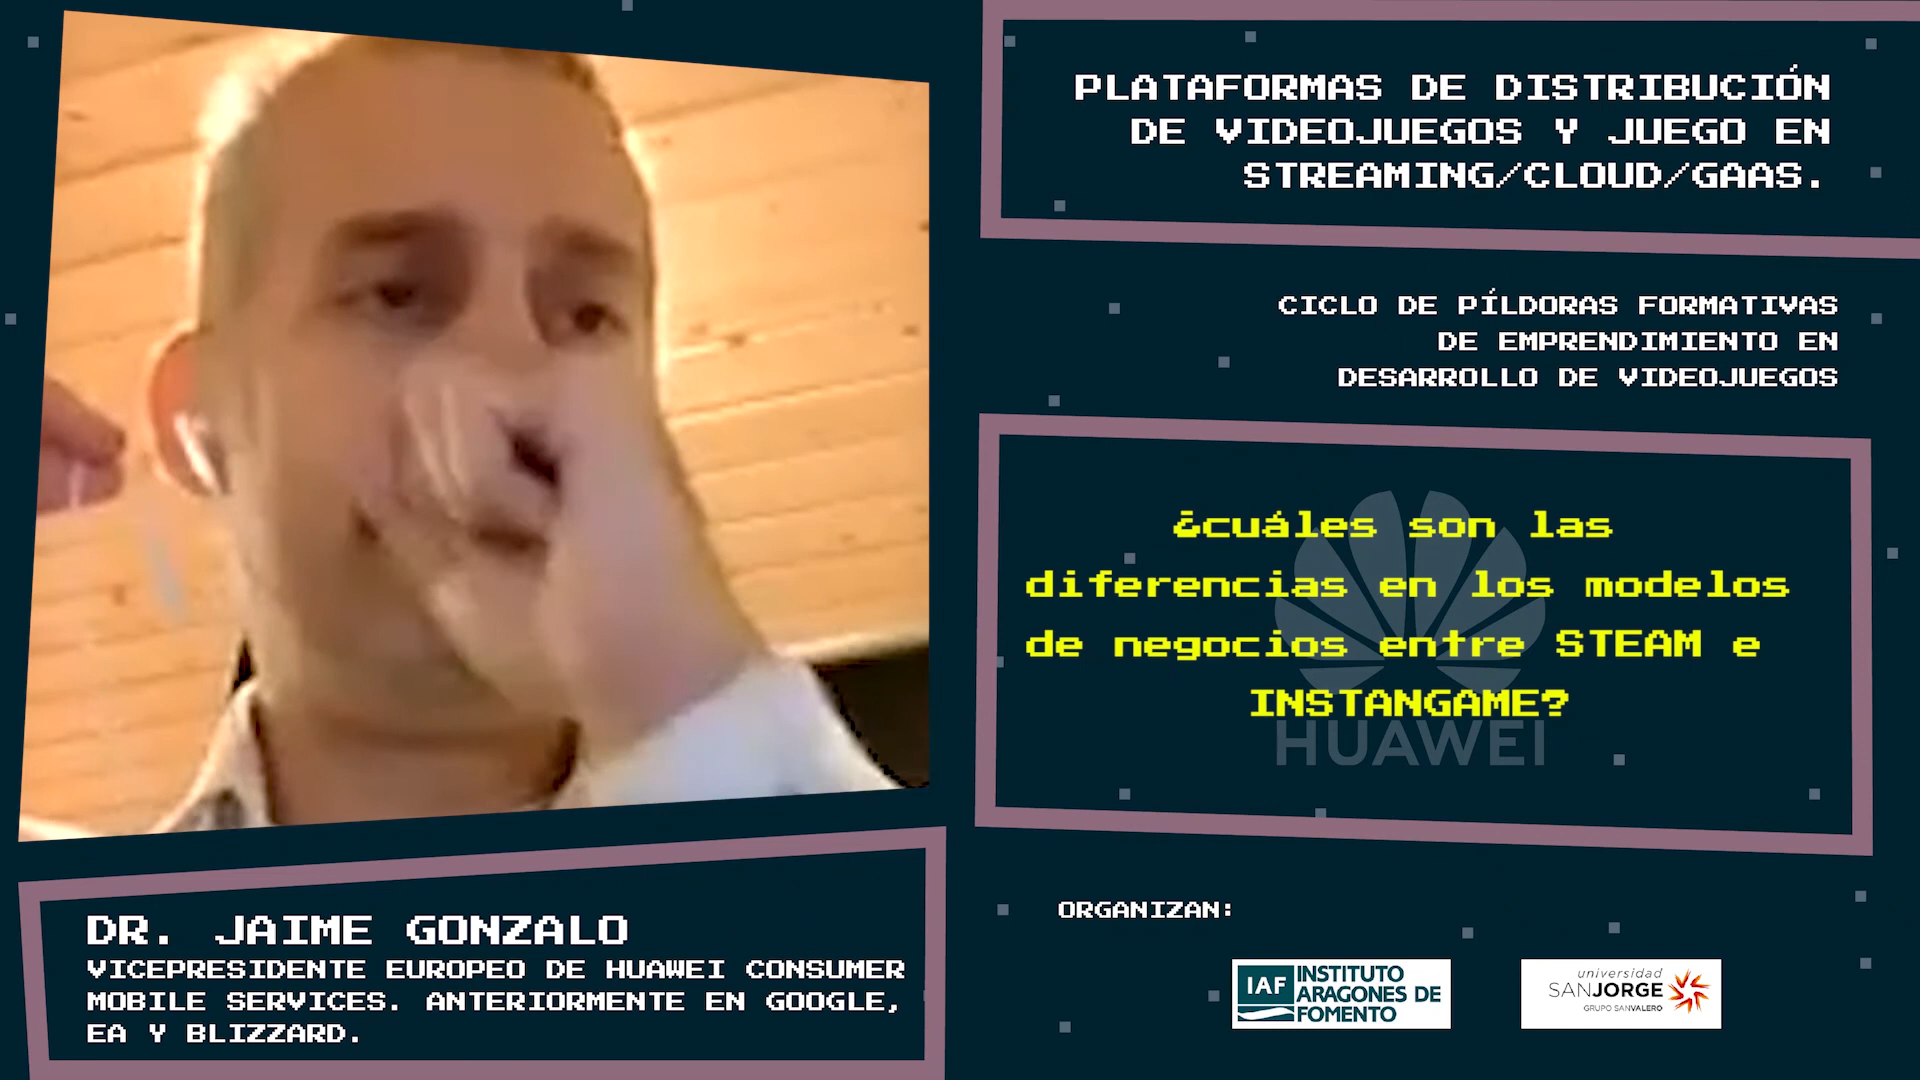 PLATAFORMAS DE DISTRIBUCIÓN
DE VIDEOJUEGOS Y JUEGO EN
STREAMING/CLOUD/GAAS.
CICLO DE PÍLDORAS FORMATIVAS
DE EMPRENDIMIENTO EN
DESARROLLO DE VIDEOJUEGOS
¿cuáles son las
diferencias en los modelos
de negocios entre STEAM e
INSTANGAME?
HUAWEI
DR. JAIME GONZALO
VICEPRESIDENTE EUROPEO DE HUAWEI CONSUMER
MOBILE SERVICES. ANTERIORMENTE EN GOOGLE,
EA Y BLIZZARD.
ORGANIZAN:
IAF INSTITUTO
ARAGONES DE
FOMENTO
universidad
SANJORGE
GRUPO SANVALERO